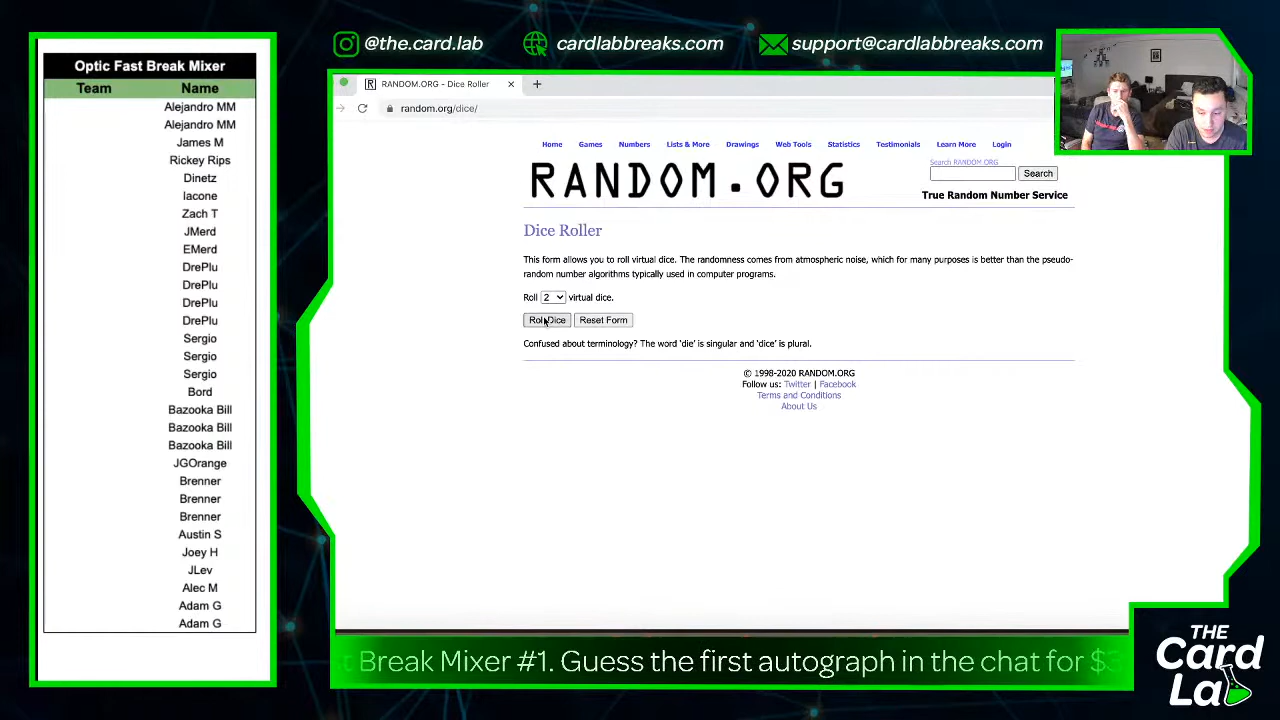 @the.card.lab
cardlabbreaks.com
support@cardlabbreaks.com
Optic Fast Break Mixer
Team Name
Alejandro MM
Alejandro MM
James M
Rickey Rips
Dinetz
Iacone
Zach T
JMerd
EMerd
DrePlu
DrePlu
DrePlu
DrePlu
Sergio
Sergio
Sergio
Bord
Bazooka Bill
Bazooka Bill
Bazooka Bill
JGOrange
Brenner
Brenner
Brenner
Austin S
Joey H
JLev
Alec M
Adam G
Adam G
RANDOM.ORG - Dice Roller
random.org/dice/
Home Games Numbers Lists & More Drawings Web Tools Statistics Testimonials Learn More Login
RANDOM.ORG
Search RANDOM.ORG
Search
True Random Number Service
Dice Roller
This form allows you to roll virtual dice. The randomness comes from atmospheric noise, which for many purposes is better than the pseudo-
random number algorithms typically used in computer programs.
Roll 2 virtual dice.
Roll Dice Reset Form
Confused about terminology? The word 'die' is singular and 'dice' is plural.
© 1998-2020 RANDOM.ORG
Follow us: Twitter | Facebook
Terms and Conditions
About Us
Break Mixer #1. Guess the first autograph in the chat for $
THE
Card
Lab